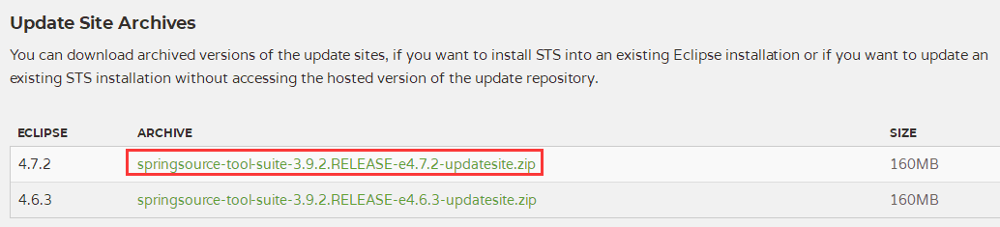 Update Site Archives
You can download archived versions of the update sites, if you want to install STS into an existing Eclipse installation or if you want to update an
existing STS installation without accessing the hosted version of the update repository.
ECLIPSE ARCHIVE SIZE
4.7.2 springsource-tool-suite-3.9.2.RELEASE-e4.7.2-updatesite.zip 160MB
4.6.3 springsource-tool-suite-3.9.2.RELEASE-e4.6.3-updatesite.zip 160MB